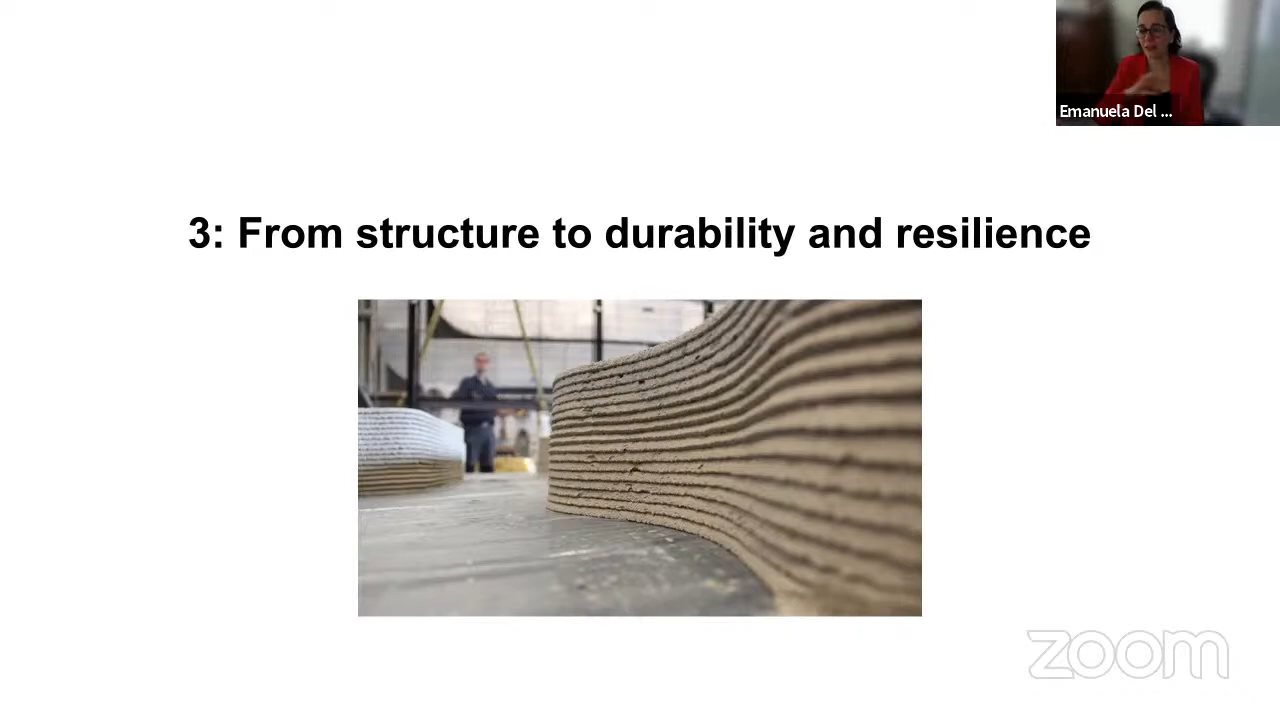 Emanuela Del ...
3: From structure to durability and resilience
zoom